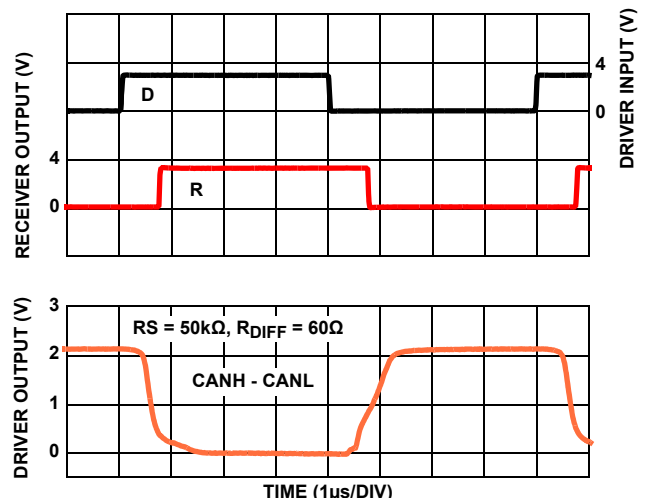 RECEIVER OUTPUT (V)
4
0
D
R
4
0
DRIVER INPUT (V)
DRIVER OUTPUT (V)
3
2
1
0
RS = 50kΩ, RDIFF = 60Ω
CANH - CANL
TIME (1µs/DIV)